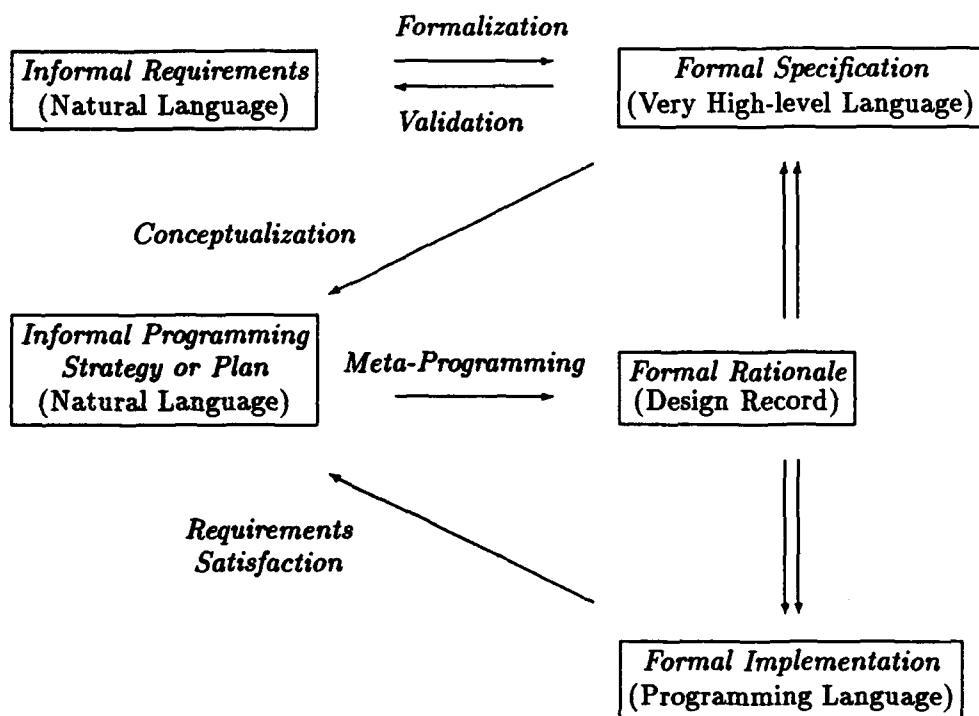 Formalization
Informal Requirements
(Natural Language)
Formal Specification
(Very High-level Language)
Validation
Conceptualization
Informal Programming
Strategy or Plan
(Natural Language)
Meta-Programming
Formal Rationale
(Design Record)
Requirements
Satisfaction
Formal Implementation
(Programming Language)